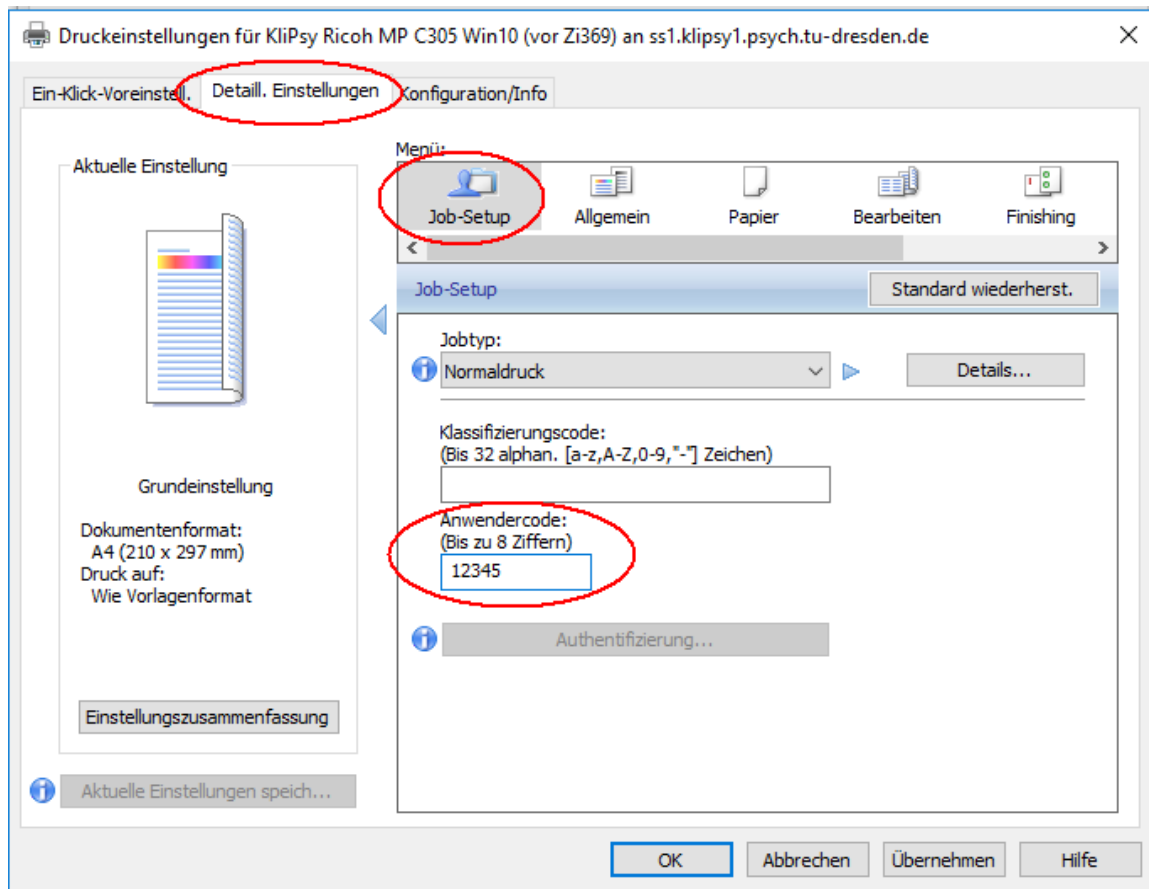 Druckeinstellungen für KliPsy Ricoh MP C305 Win10 (vor Zi369) an ss1.klipsy1.psych.tu-dresden.de
Ein-Klick-Voreinstell. Detaill. Einstellungen Konfiguration/Info
Aktuelle Einstellung
Grundeinstellung
Dokumentenformat:
A4 (210 x 297 mm)
Druck auf:
Wie Vorlagenformat
Einstellungszusammenfassung
Aktuelle Einstellungen speich...
Menü:
Job-Setup Allgemein Papier Bearbeiten Finishing
Job-Setup Standard wiederherst.
Jobtyp:
Normaldruck Details...
Klassifizierungscode:
(Bis 32 alphan. [a-z,A-Z,0-9,"-"] Zeichen)
Anwendercode:
(Bis zu 8 Ziffern)
12345
Authentifizierung...
OK Abbrechen Übernehmen Hilfe